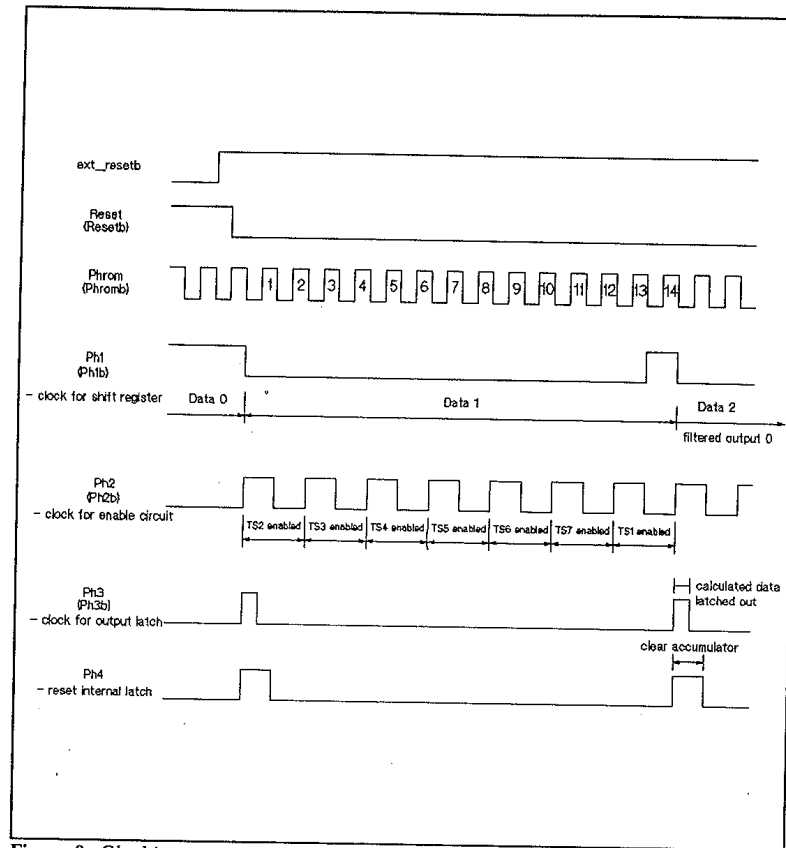 ext_resetb
Reset
(Resetb)
Phrom
(Phromb)
1 2 3 4 5 6 7 8 9 10 11 12 13 14
Ph1
(Ph1b)
- clock for shift register
Data 0
Data 1
Data 2
filtered output 0
Ph2
(Ph2b)
- clock for enable circuit
TS2 enabled TS3 enabled TS4 enabled TS5 enabled TS6 enabled TS7 enabled TS1 enabled
Ph3
(Ph3b)
- clock for output latch
calculated data
latched out
clear accumulator
Ph4
- reset internal latch